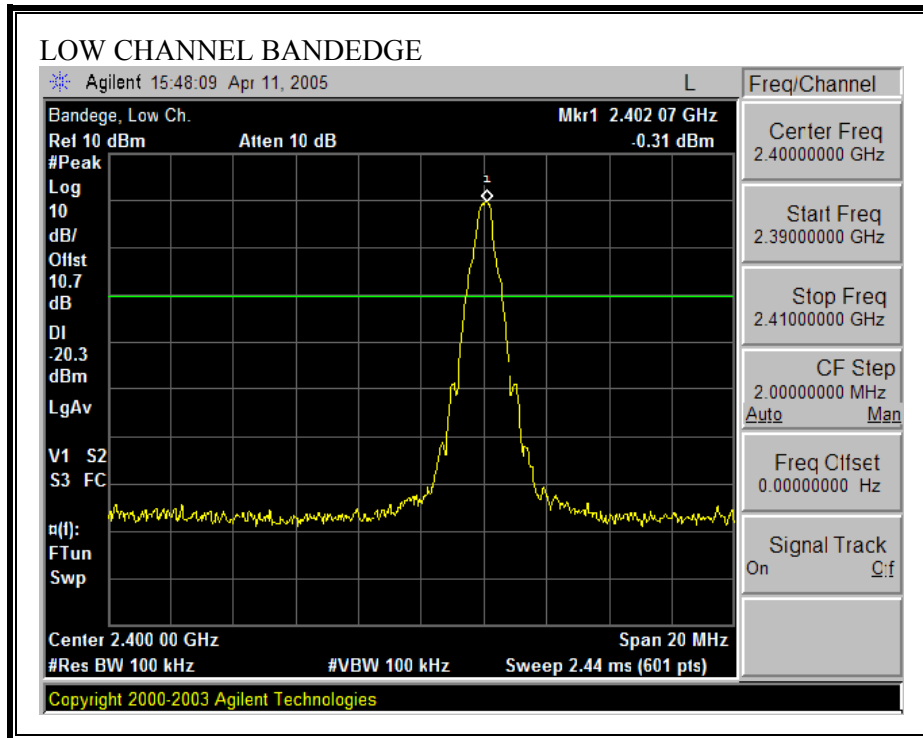 LOW CHANNEL BANDEDGE
Agilent 15:48:09 Apr 11, 2005 L Freq/Channel
Bandege, Low Ch. Mkr1 2.402 07 GHz
Ref 10 dBm Atten 10 dB -0.31 dBm
#Peak
Log
10
dB/
Offst
10.7
dB
DI
-20.3
dBm
LgAv
V1 S2
S3 FC
¤(f):
FTun
Swp
1
Center 2.400 00 GHz Span 20 MHz
#Res BW 100 kHz #VBW 100 kHz Sweep 2.44 ms (601 pts)
Copyright 2000-2003 Agilent Technologies
Center Freq
2.40000000 GHz
Start Freq
2.39000000 GHz
Stop Freq
2.41000000 GHz
CF Step
2.00000000 MHz
Auto Man
Freq Offset
0.00000000 Hz
Signal Track
On Off